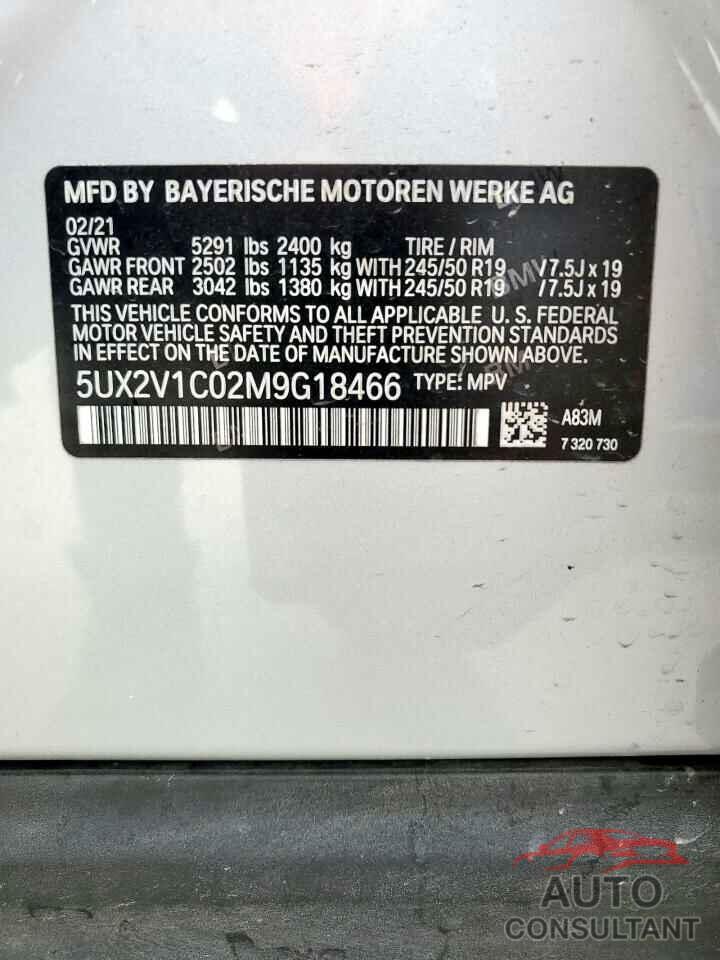 MFD BY BAYERISCHE MOTOREN WERKE AG
02/21
GVWR 5291 lbs 2400 kg TIRE / RIM
GAWR FRONT 2502 lbs 1135 kg WITH 245/50 R19 / 7.5J x 19
GAWR REAR 3042 lbs 1380 kg WITH 245/50 R19 / 7.5J x 19
THIS VEHICLE CONFORMS TO ALL APPLICABLE U. S. FEDERAL
MOTOR VEHICLE SAFETY AND THEFT PREVENTION STANDARDS
IN EFFECT ON THE DATE OF MANUFACTURE SHOWN ABOVE.
5UX2V1C02M9G18466 TYPE: MPV
A83M
7 320 730
AUTO
CONSULTANT